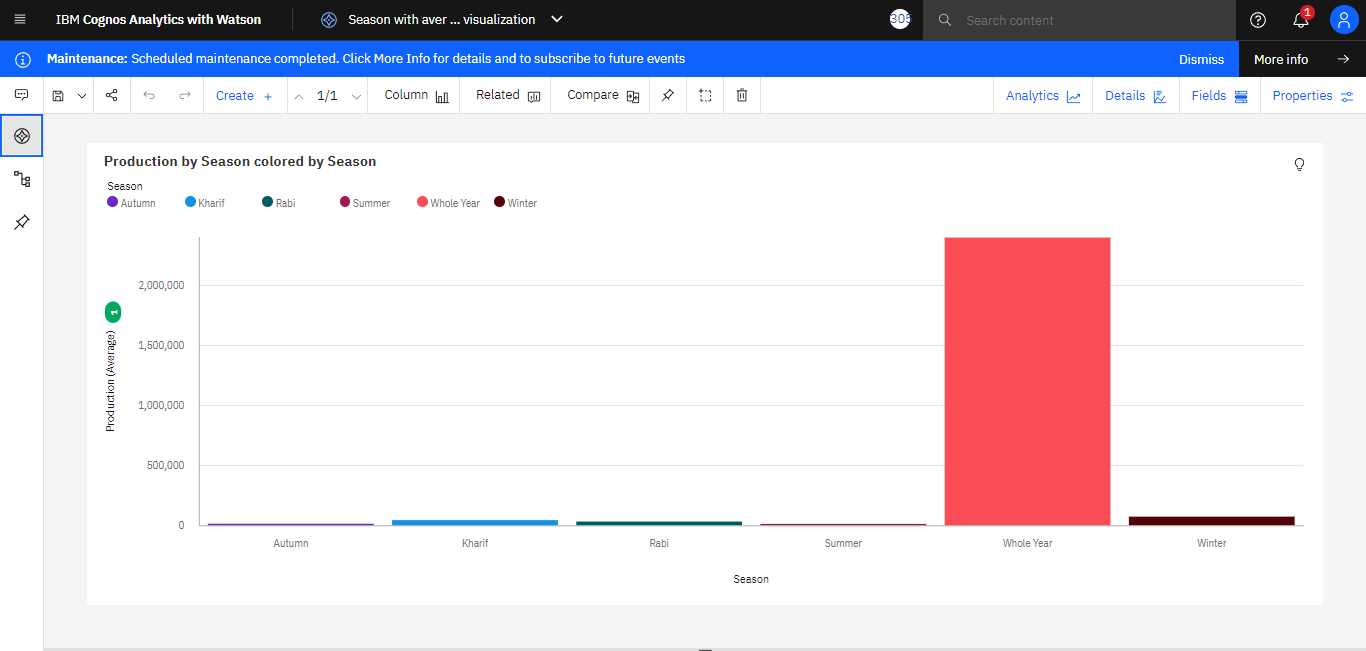 IBM Cognos Analytics with Watson
Season with aver ... visualization
305
Search content
1
Maintenance: Scheduled maintenance completed. Click More Info for details and to subscribe to future events
Dismiss
More info
Create +
1/1
Column
Related
Compare
Analytics
Details
Fields
Properties
Production by Season colored by Season
Season
Autumn Kharif Rabi Summer Whole Year Winter
2,000,000
1,500,000
1,000,000
500,000
0
Production (Average)
1
Autumn Kharif Rabi Summer Whole Year Winter
Season